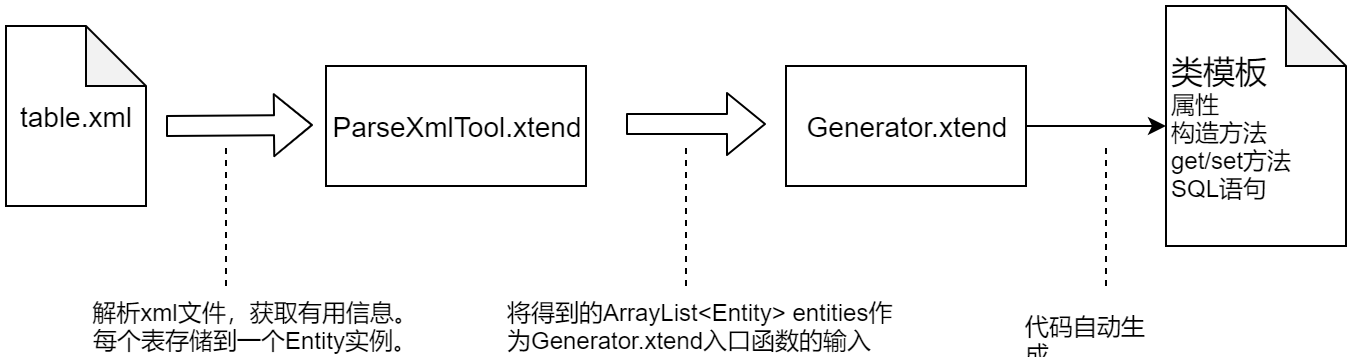 table.xml
ParseXmlTool.xtend
Generator.xtend
类模板
属性
构造方法
get/set方法
SQL语句
解析xml文件，获取有用信息。
每个表存储到一个Entity实例。
将得到的ArrayList<Entity> entities作
为Generator.xtend入口函数的输入
代码自动生
成